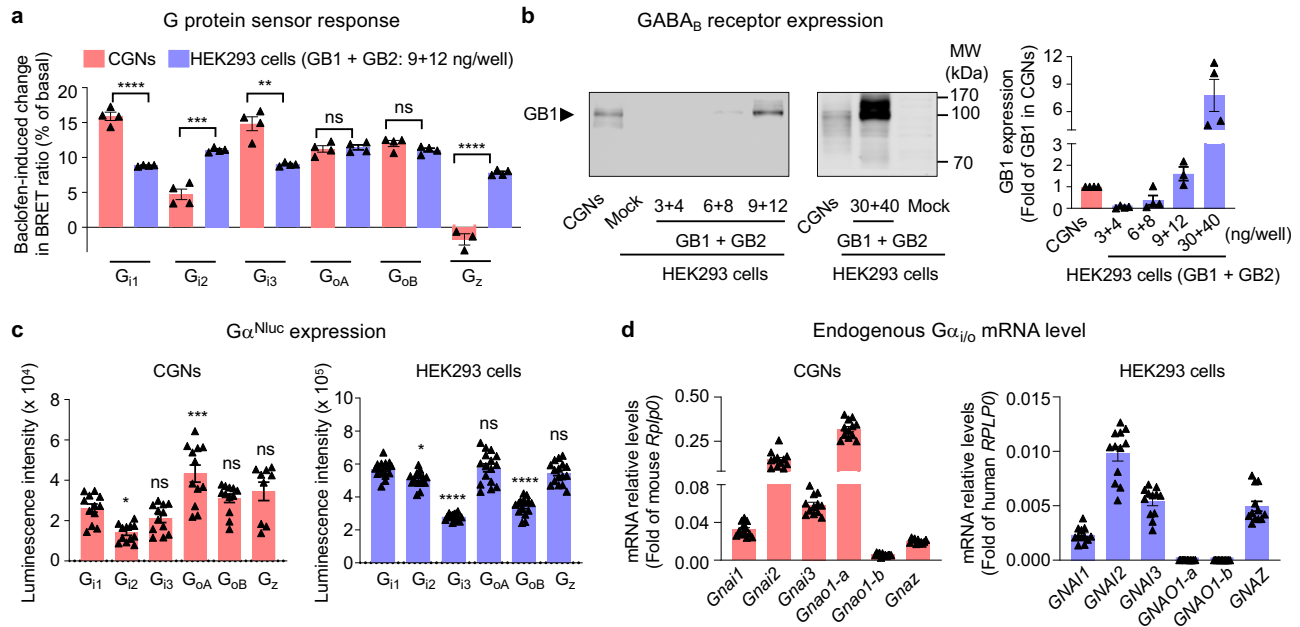 a
G protein sensor response
CGNs
HEK293 cells (GB1 + GB2: 9+12 ng/well)
Baclofen-induced change
in BRET ratio (% of basal)
20
15
10
5
0
-5
****
***
**
ns
ns
****
Gi1
Gi2
Gi3
GoA
GoB
Gz
b
GABAB receptor expression
MW
(kDa)
GB1
170
100
70
CGNs
Mock
3+4
6+8
9+12
GB1 + GB2
HEK293 cells
CGNs
30+40
Mock
GB1 + GB2
HEK293 cells
GB1 expression
(Fold of GB1 in CGNs)
12
10
8
6
4
3
2
1
0
CGNs
3+4
6+8
9+12
30+40
(ng/well)
HEK293 cells (GB1 + GB2)
c
GαNluc expression
CGNs
Luminescence intensity (x 10⁴)
8
6
4
2
0
*
ns
***
ns
ns
Gi1
Gi2
Gi3
GoA
GoB
Gz
HEK293 cells
Luminescence intensity (x 10⁵)
10
8
6
4
2
0
*
****
ns
****
ns
Gi1
Gi2
Gi3
GoA
GoB
Gz
d
Endogenous Gαi/o mRNA level
CGNs
mRNA relative levels
(Fold of mouse Rplp0)
0.50
0.25
0.08
0.04
0.00
Gnai1
Gnai2
Gnai3
Gnao1-a
Gnao1-b
Gnaz
HEK293 cells
mRNA relative levels
(Fold of human RPLP0)
0.015
0.010
0.005
0.000
GNAI1
GNAI2
GNAI3
GNAO1-a
GNAO1-b
GNAZ